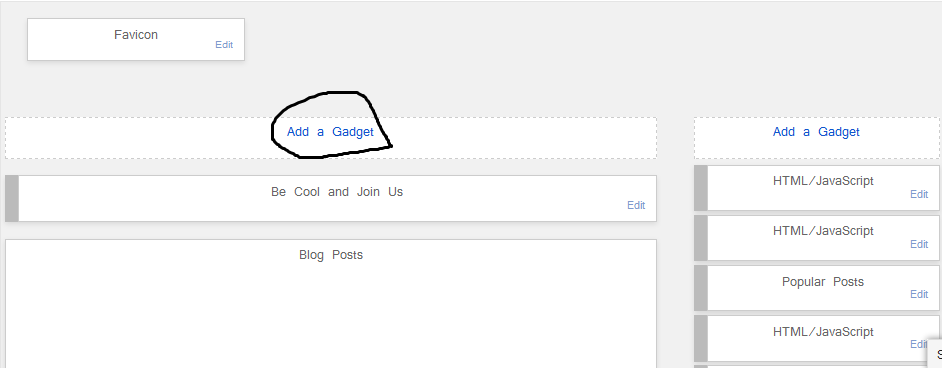 Favicon
Edit
Add a Gadget
Be Cool and Join Us
Edit
Blog Posts
Add a Gadget
HTML/JavaScript
Edit
HTML/JavaScript
Edit
Popular Posts
Edit
HTML/JavaScript
Edit
S